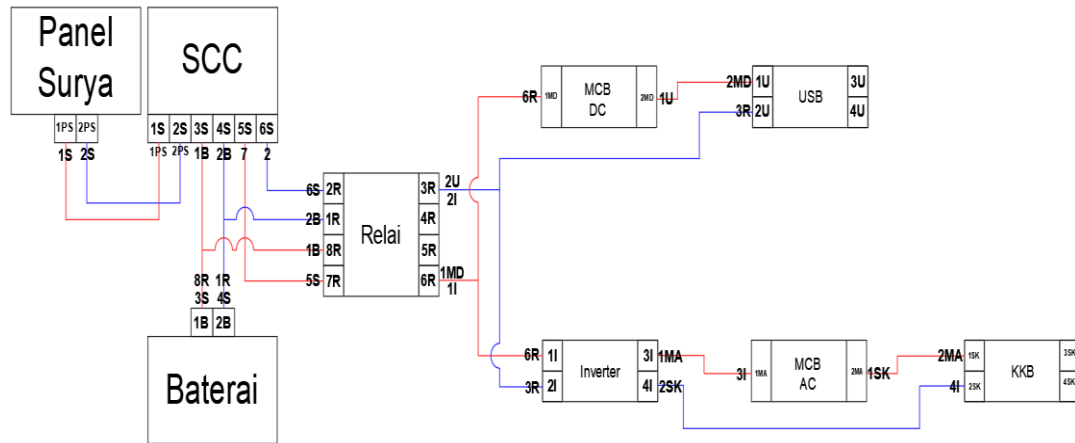 Panel
Surya
1PS 2PS
1S 2S
SCC
1S 2S 3S 4S 5S 6S
1PS 2PS 1B 2B 7 2
6S 2R
2B 1R
1B 8R
5S 7R
Relai
3R 2U
2I
4R
5R
6R 1MD
1I
8R 1R
3S 4S
1B 2B
Baterai
6R 1MD
MCB
DC
2MD 1U
2MD 1U
3R 2U
USB
3U
4U
6R 1I
3R 2I
Inverter
3I 1MA
4I 2SK
3I 1MA
MCB
AC
2MA 1SK
2MA 1SK
4I 2SK
KKB
3SK
4SK